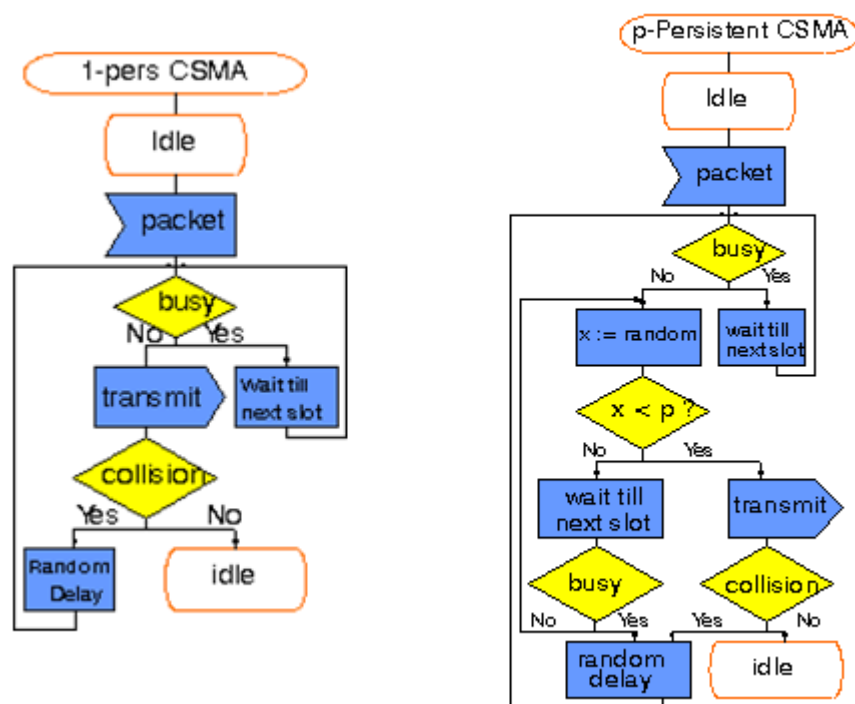 1-pers CSMA
Idle
packet
busy
No Yes
transmit
Wait till
next slot
collision
Yes No
Random
Delay
idle
p-Persistent CSMA
Idle
packet
busy
No Yes
x := random
wait till
next slot
x < p ?
No Yes
wait till
next slot
transmit
busy
collision
No Yes Yes No
random
delay
idle